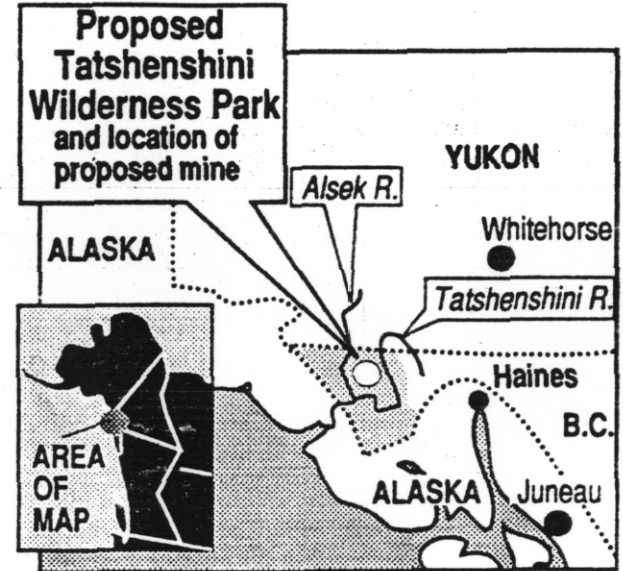 Proposed
Tatshenshini
Wilderness Park
and location of
proposed mine
Alsek R.
YUKON
Whitehorse
ALASKA
Tatshenshini R.
Haines
B.C.
AREA
OF
MAP
ALASKA
Juneau